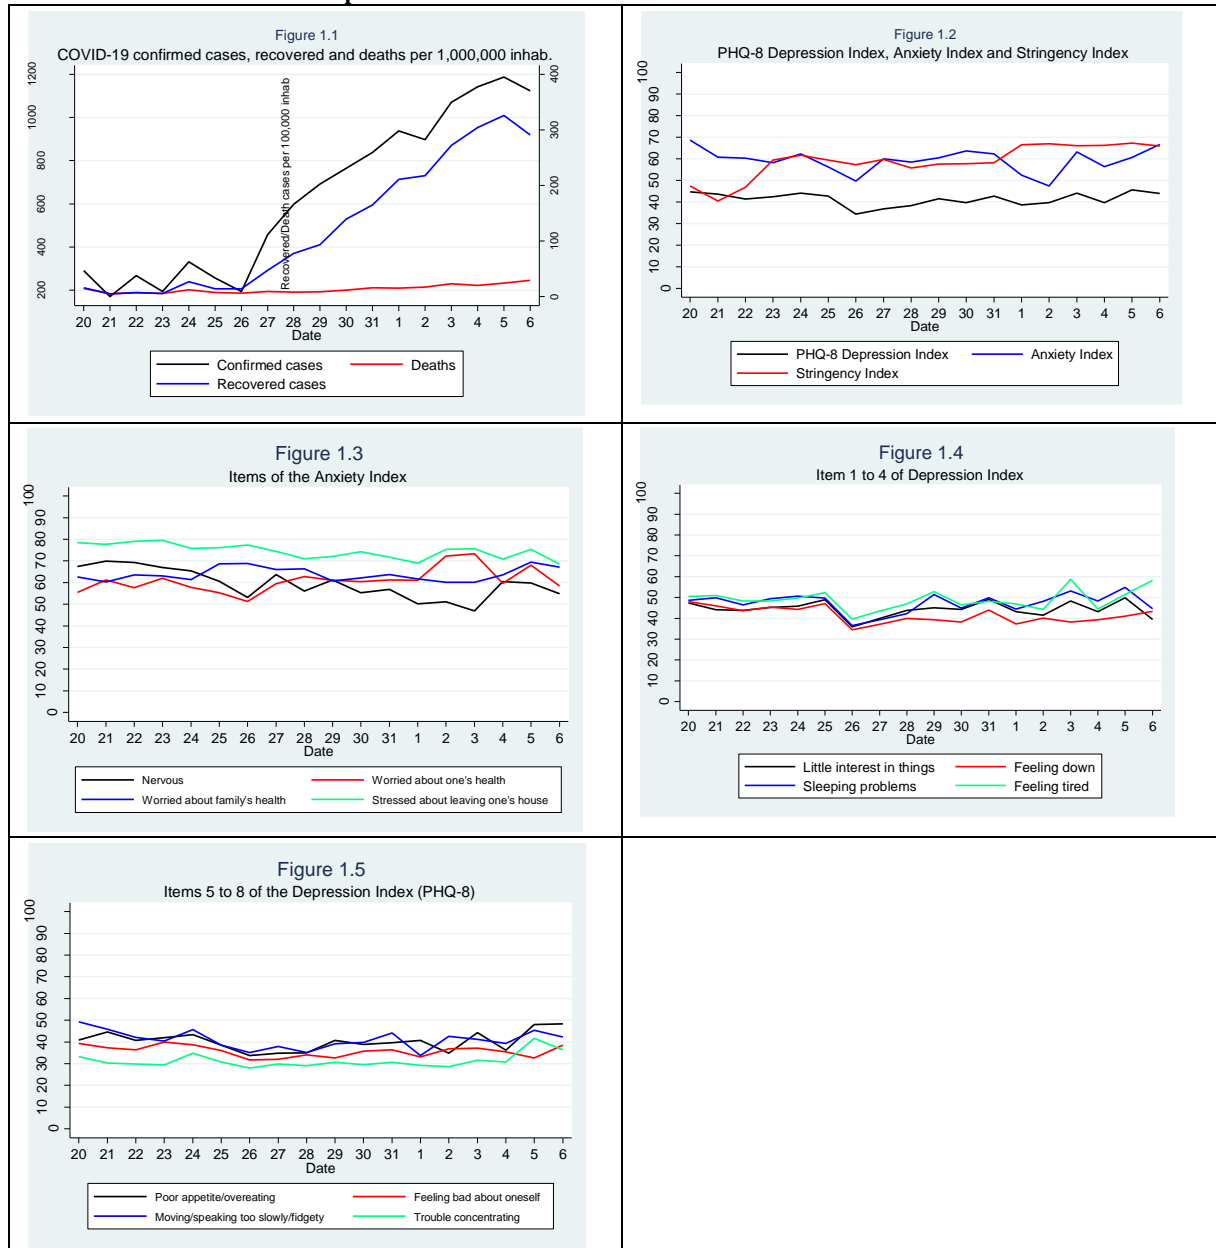 Figure 1.1
COVID-19 confirmed cases, recovered and deaths per 1,000,000 inhab.
1200
1000
800
600
400
200
400
300
200
100
0
Recovered/Death cases per 100,000 inhab
20 21 22 23 24 25 26 27 28 29 30 31 1 2 3 4 5 6
Date
Confirmed cases Deaths
Recovered cases
Figure 1.2
PHQ-8 Depression Index, Anxiety Index and Stringency Index
100
90
80
70
60
50
40
30
20
10
0
20 21 22 23 24 25 26 27 28 29 30 31 1 2 3 4 5 6
Date
PHQ-8 Depression Index Anxiety Index
Stringency Index
Figure 1.3
Items of the Anxiety Index
100
90
80
70
60
50
40
30
20
10
0
20 21 22 23 24 25 26 27 28 29 30 31 1 2 3 4 5 6
Date
Nervous Worried about one's health
Worried about family's health Stressed about leaving one's house
Figure 1.4
Item 1 to 4 of Depression Index
100
90
80
70
60
50
40
30
20
10
0
20 21 22 23 24 25 26 27 28 29 30 31 1 2 3 4 5 6
Date
Little interest in things Feeling down
Sleeping problems Feeling tired
Figure 1.5
Items 5 to 8 of the Depression Index (PHQ-8)
100
90
80
70
60
50
40
30
20
10
0
20 21 22 23 24 25 26 27 28 29 30 31 1 2 3 4 5 6
Date
Poor appetite/overeating Feeling bad about oneself
Moving/speaking too slowly/fidgety Trouble concentrating